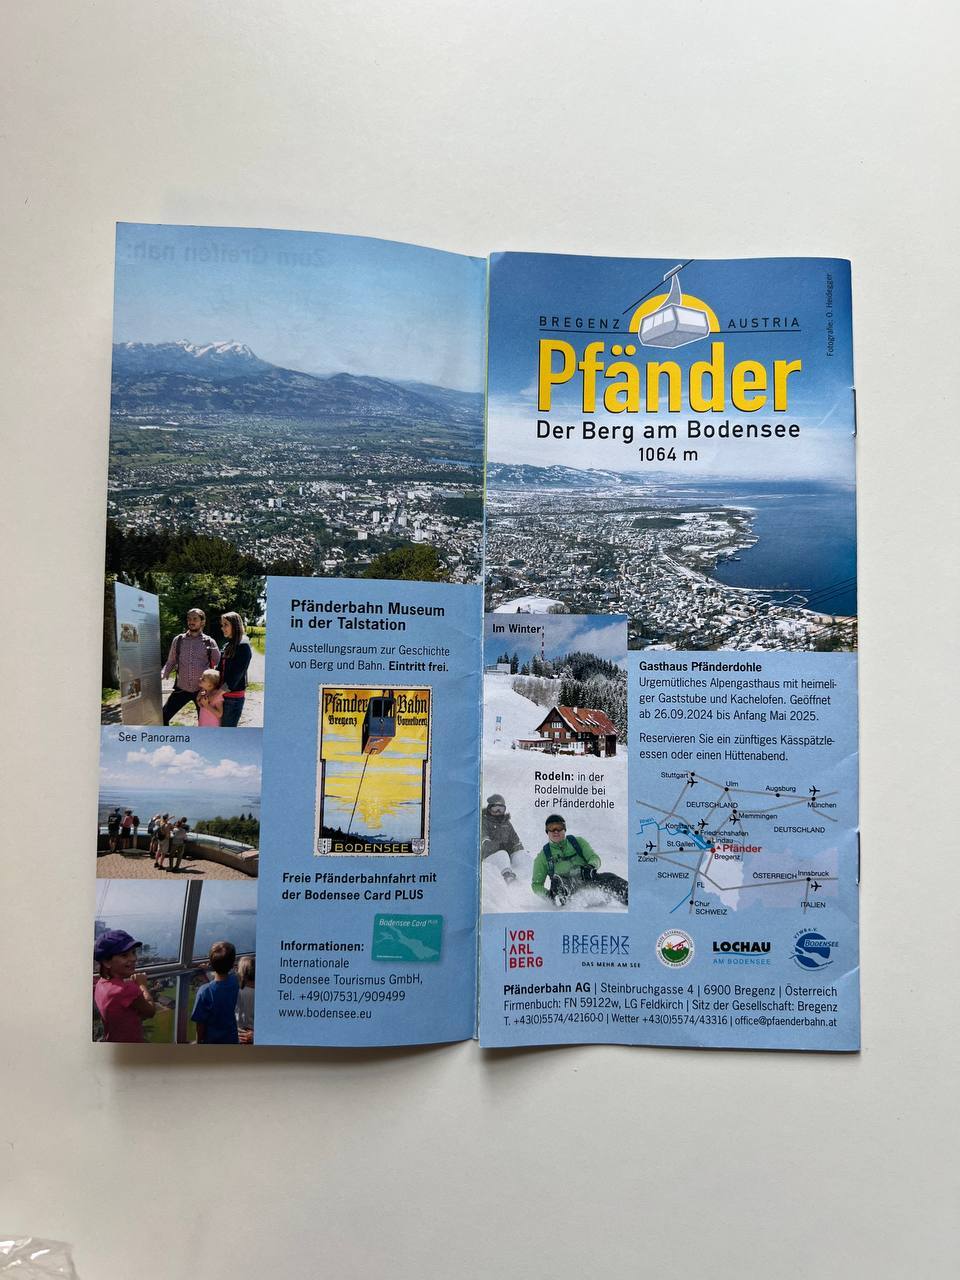 Zum Greifen nah:
Pfänderbahn Museum
in der Talstation
Ausstellungsraum zur Geschichte
von Berg und Bahn. Eintritt frei.
Pfänder Bahn
Bregenz Vorarlberg
BODENSEE
See Panorama
Freie Pfänderbahnfahrt mit
der Bodensee Card PLUS
Bodensee Card PLUS
Informationen:
Internationale
Bodensee Tourismus GmbH,
Tel. +49(0)7531/909499
www.bodensee.eu
Fotografie: O. Heidegger
BREGENZ AUSTRIA
Pfänder
Der Berg am Bodensee
1064 m
Im Winter
Rodeln: in der
Rodelmulde bei
der Pfänderdohle
Gasthaus Pfänderdohle
Urgemütliches Alpengasthaus mit heimeli-
ger Gaststube und Kachelofen. Geöffnet
ab 26.09.2024 bis Anfang Mai 2025.
Reservieren Sie ein zünftiges Kässpätzle-
essen oder einen Hüttenabend.
Stuttgart
Ulm
Augsburg
München
DEUTSCHLAND
Memmingen
DEUTSCHLAND
Rhein
Konstanz
Friedrichshafen
Lindau
St.Gallen
Pfänder
Bregenz
Zürich
SCHWEIZ
FL
ÖSTERREICH
Innsbruck
Chur
SCHWEIZ
ITALIEN
VOR
ARL
BERG
BREGENZ
DAS MEHR AM SEE
LOCHAU
AM BODENSEE
BODENSEE
Pfänderbahn AG | Steinbruchgasse 4 | 6900 Bregenz | Österreich
Firmenbuch: FN 59122w, LG Feldkirch | Sitz der Gesellschaft: Bregenz
T. +43(0)5574/42160-0 | Wetter +43(0)5574/43316 | office@pfaenderbahn.at